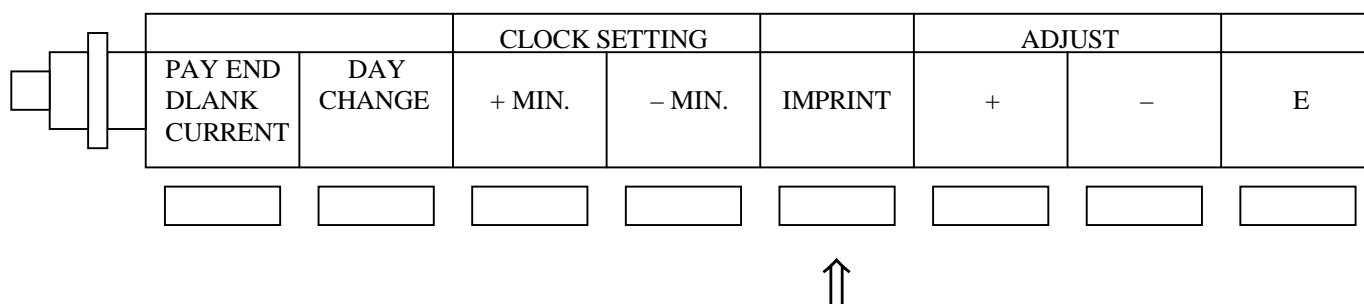 CLOCK SETTING ADJUST
PAY END DLANK CURRENT
DAY CHANGE
+ MIN.
– MIN.
IMPRINT
+
–
E